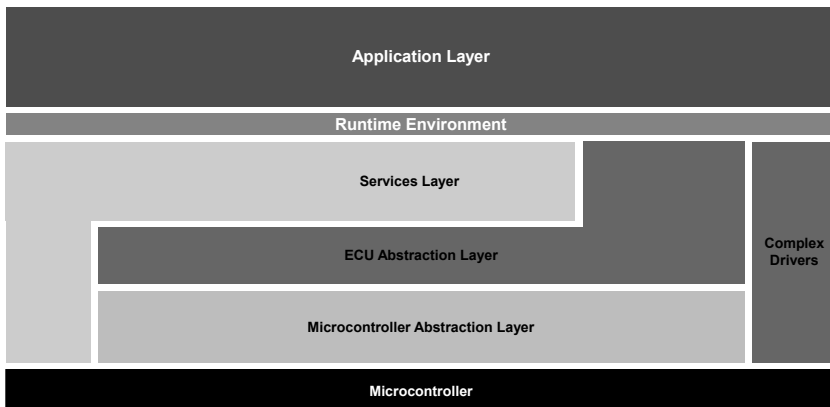 Application Layer
Runtime Environment
Services Layer
ECU Abstraction Layer
Complex
Drivers
Microcontroller Abstraction Layer
Microcontroller